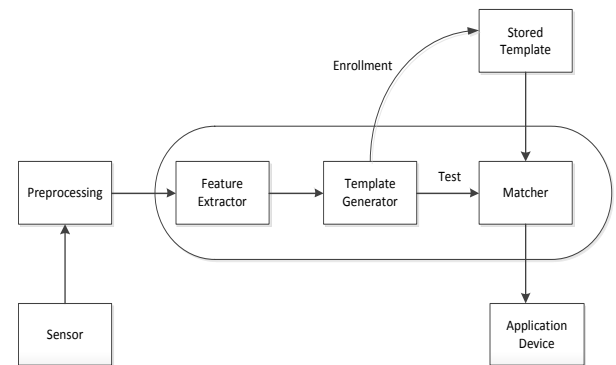 Stored
Template
Enrollment
Preprocessing
Feature
Extractor
Template
Generator
Test
Matcher
Sensor
Application
Device